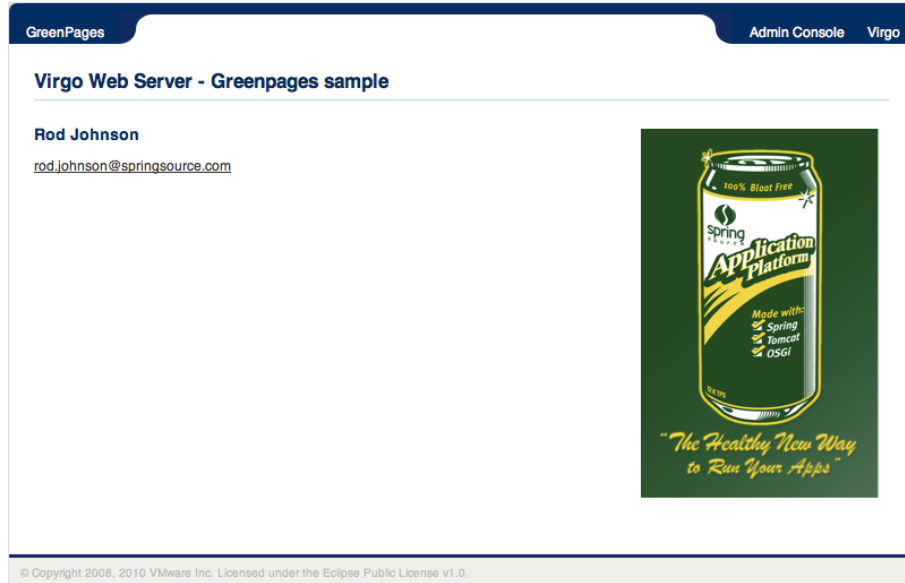 GreenPages
Admin Console Virgo
Virgo Web Server - Greenpages sample
Rod Johnson
rod.johnson@springsource.com
100% Bloat Free
spring
source
Application
Platform
Made with:
Spring
Tomcat
OSGi
"The Healthy New Way
to Run Your Apps"
© Copyright 2008, 2010 VMware Inc. Licensed under the Eclipse Public License v1.0.